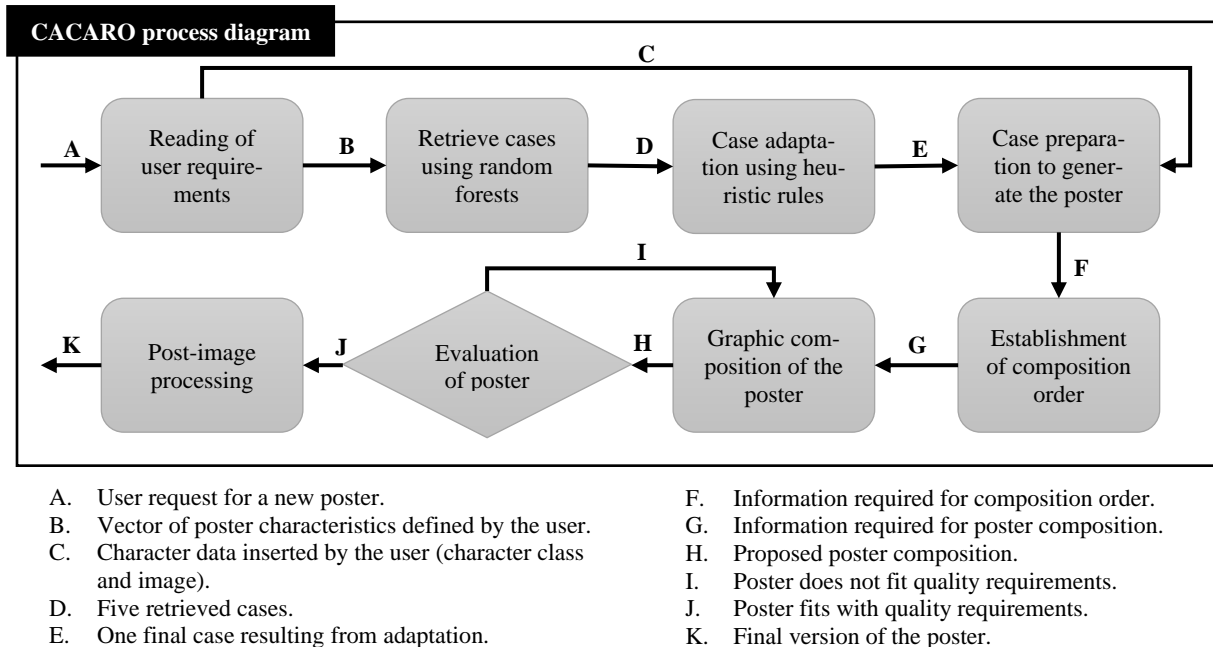 CACARO process diagram
C
A
Reading of
user require-
ments
B
Retrieve cases
using random
forests
D
Case adapta-
tion using heu-
ristic rules
E
Case prepara-
tion to gener-
ate the poster
I
F
K
Post-image
processing
J
Evaluation
of poster
H
Graphic com-
position of the
poster
G
Establishment
of composition
order
A. User request for a new poster.
B. Vector of poster characteristics defined by the user.
C. Character data inserted by the user (character class
and image).
D. Five retrieved cases.
E. One final case resulting from adaptation.
F. Information required for composition order.
G. Information required for poster composition.
H. Proposed poster composition.
I. Poster does not fit quality requirements.
J. Poster fits with quality requirements.
K. Final version of the poster.